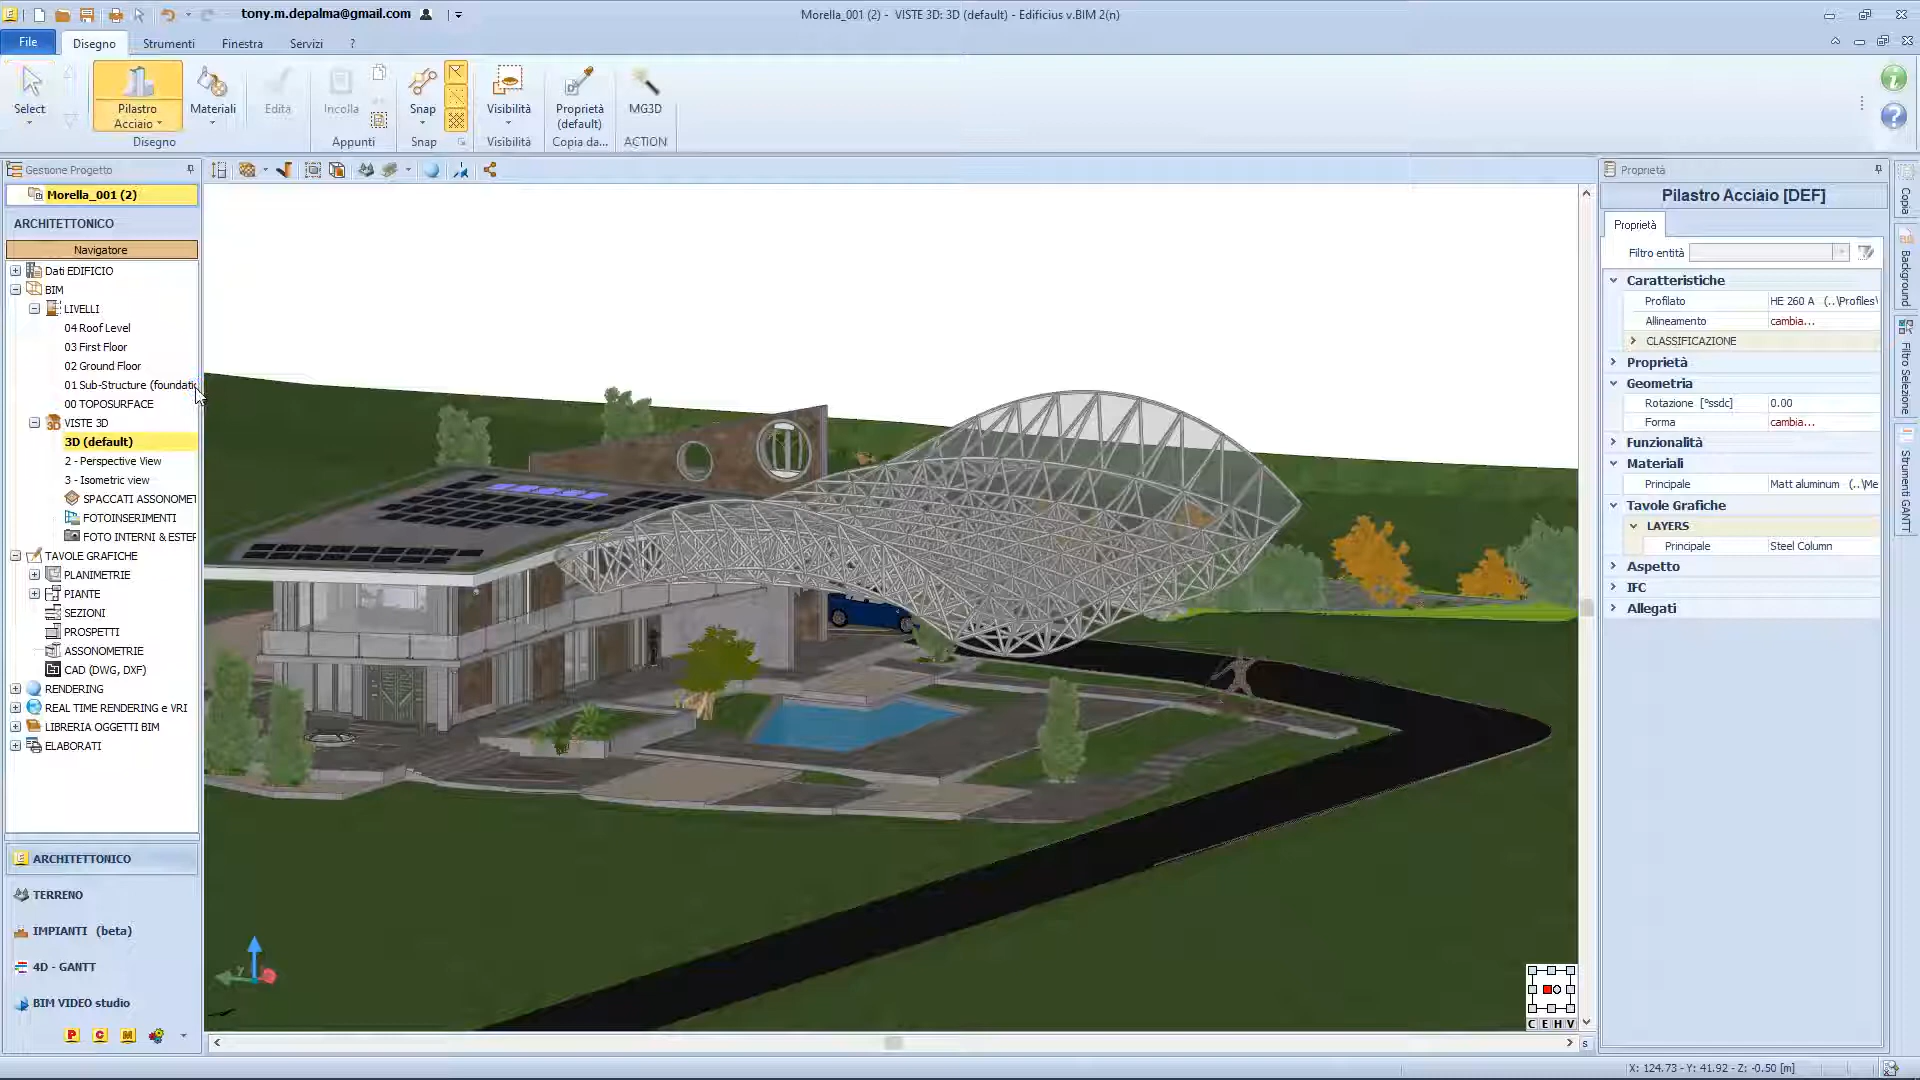 tony.m.depalma@gmail.com
Morella_001 (2) - VISTE 3D: 3D (default) - Edificius v.BIM 2(n)
File
Disegno
Strumenti
Finestra
Servizi
?
Select
Pilastro
Acciaio
Materiali
Edita
Incolla
Snap
Visibilità
Proprietà
(default)
MG3D
Disegno
Appunti
Snap
Visibilità
Copia da...
ACTION
Gestione Progetto
Morella_001 (2)
ARCHITETTONICO
Navigatore
Dati EDIFICIO
BIM
LIVELLI
04 Roof Level
03 First Floor
02 Ground Floor
01 Sub-Structure (foundati
00 TOPOSURFACE
VISTE 3D
3D (default)
2 - Perspective View
3 - Isometric view
SPACCATI ASSONOMET
FOTOINSERIMENTI
FOTO INTERNI & ESTER
TAVOLE GRAFICHE
PLANIMETRIE
PIANTE
SEZIONI
PROSPETTI
ASSONOMETRIE
CAD (DWG, DXF)
RENDERING
REAL TIME RENDERING e VRI
LIBRERIA OGGETTI BIM
ELABORATI
ARCHITETTONICO
TERRENO
IMPIANTI (beta)
4D - GANTT
BIM VIDEO studio
P C M
Y
C E H V
s
Proprietà
Pilastro Acciaio [DEF]
Proprietà
Filtro entità
Caratteristiche
Profilato HE 260 A (..\Profiles\
Allineamento cambia...
CLASSIFICAZIONE
Proprietà
Geometria
Rotazione [°ssdc] 0.00
Forma cambia...
Funzionalità
Materiali
Principale Matt aluminum (..\Me
Tavole Grafiche
LAYERS
Principale Steel Column
Aspetto
IFC
Allegati
Copia
Background
Filtro Selezione
Strumenti GANTT
X: 124.73 - Y: 41.92 - Z: -0.50 [m]